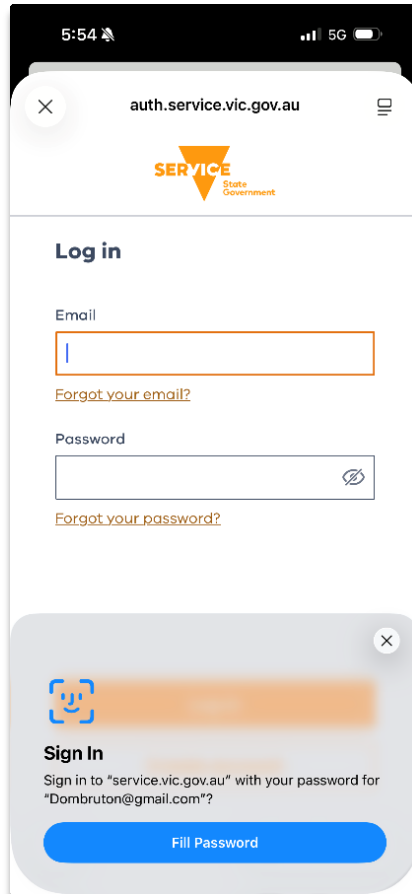 5:54
5G
auth.service.vic.gov.au
SERVICE
State
Government
Log in
Email
Forgot your email?
Password
Forgot your password?
Sign In
Sign in to “service.vic.gov.au” with your password for
“Dombruton@gmail.com”?
Fill Password